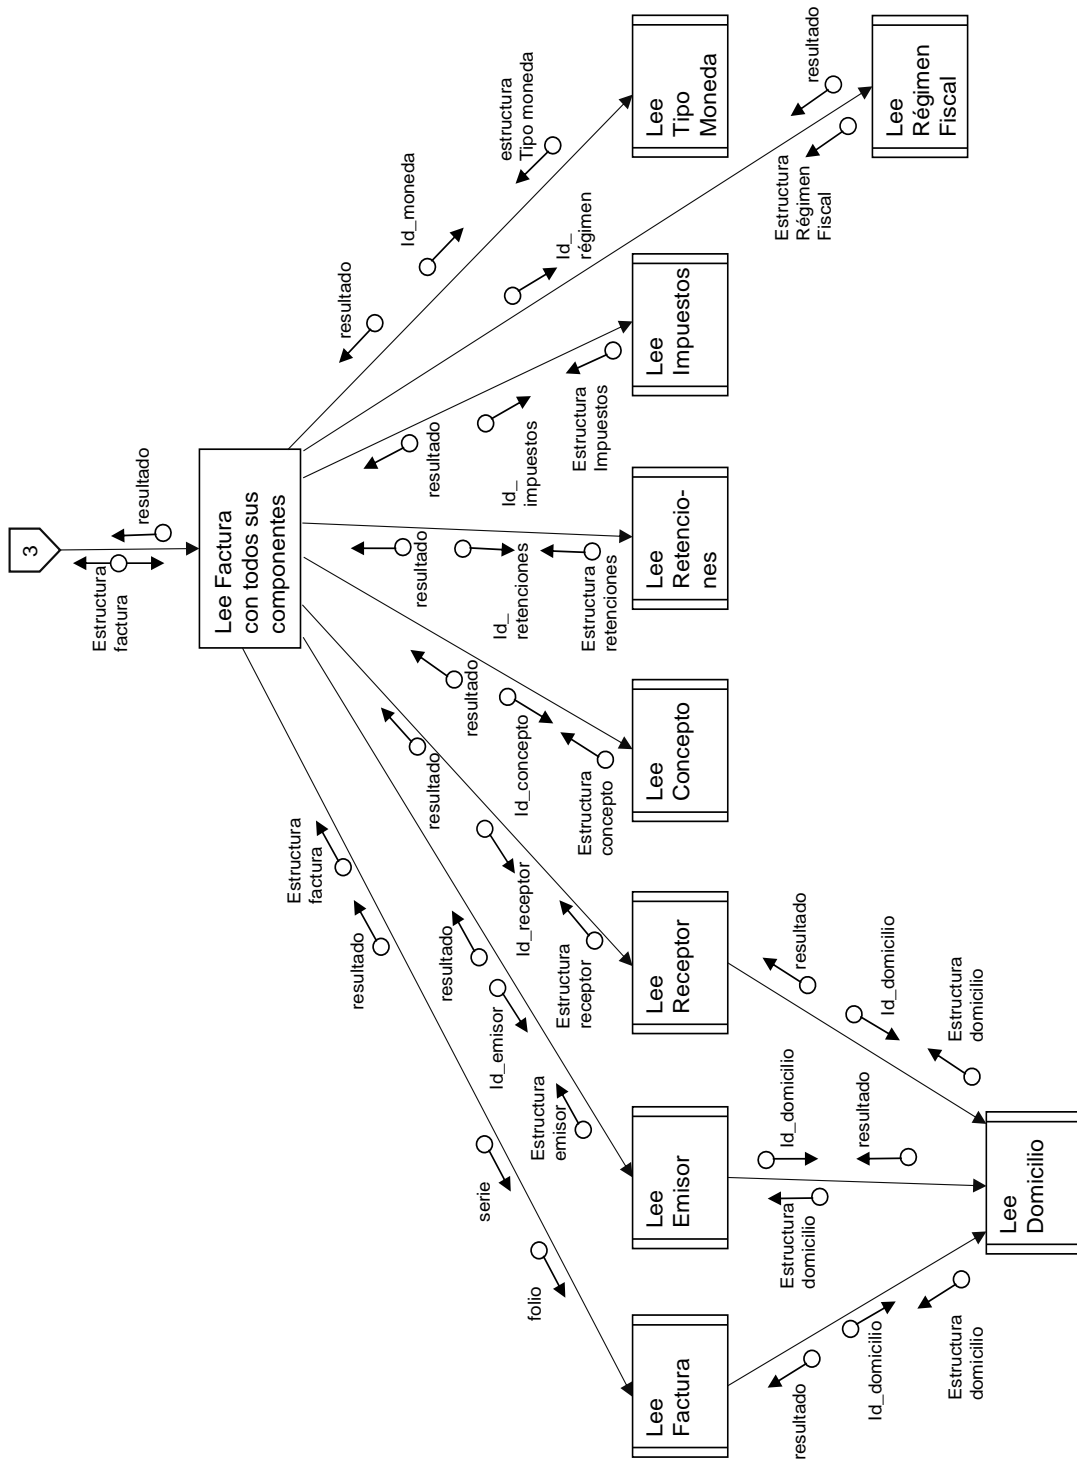 3
Estructura
factura
resultado
Lee Factura
con todos sus
componentes
Estructura
factura
resultado
serie
folio
resultado
Id_emisor
Estructura
emisor
resultado
Id_receptor
Estructura
receptor
resultado
Id_concepto
Estructura
concepto
resultado
Id_
retenciones
Estructura
retenciones
resultado
Id_
impuestos
Estructura
Impuestos
Id_
régimen
Estructura
Régimen
Fiscal
resultado
resultado
Id_moneda
estructura
Tipo moneda
Lee
Factura
Lee
Emisor
Lee
Receptor
Lee
Concepto
Lee
Retencio-
nes
Lee
Impuestos
Lee
Tipo
Moneda
Lee
Régimen
Fiscal
resultado
Id_domicilio
Estructura
domicilio
Id_domicilio
resultado
Estructura
domicilio
resultado
Id_domicilio
Estructura
domicilio
Lee
Domicilio